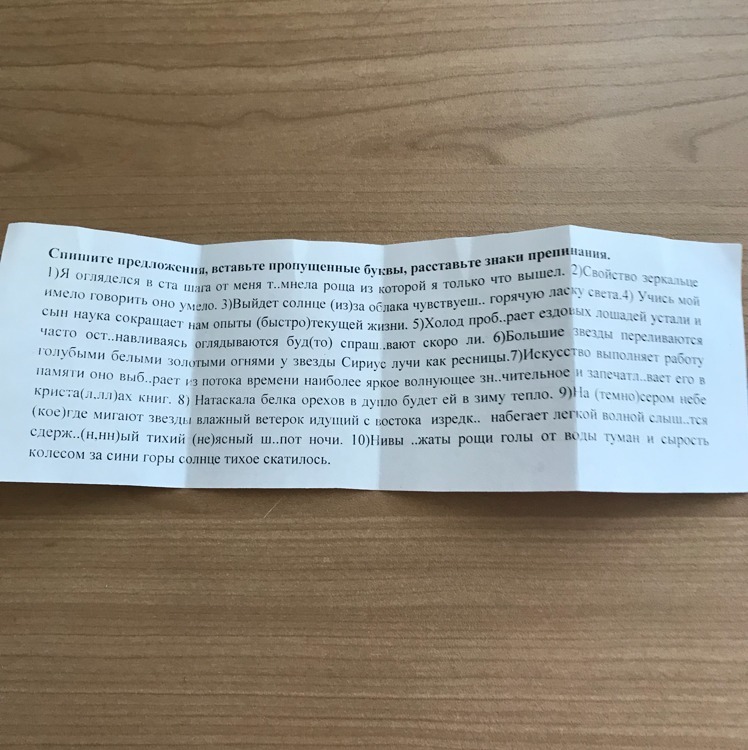 Спишите предложения, вставьте пропущенные буквы, расставьте знаки препинания.
1)Я огляделся в ста шага от меня т..мнела роща из которой я только что вышел. 2)Свойство зеркальце
имело говорить оно умело. 3)Выйдет солнце (из)за облака чувствуеш.. горячую ласку света.4) Учись мой
сын наука сокращает нам опыты (быстро)текущей жизни. 5)Холод проб..рает ездовых лошадей устали и
часто ост..навливаясь оглядываются буд(то) спраш..вают скоро ли. 6)Большие звезды переливаются
голубыми белыми золотыми огнями у звезды Сириус лучи как ресницы.7)Искусство выполняет работу
памяти оно выб..рает из потока времени наиболее яркое волнующее зн..чительное и запечатл..вает его в
криста(л,лл)ах книг. 8) Натаскала белка орехов в дупло будет ей в зиму тепло. 9)На (темно)сером небе
(кое)где мигают звезды влажный ветерок идущий с востока изредк.. набегает легкой волной слыш..тся
сдерж..(н,нн)ый тихий (не)ясный ш..пот ночи. 10)Нивы ..жаты рощи голы от воды туман и сырость
колесом за сини горы солнце тихое скатилось.